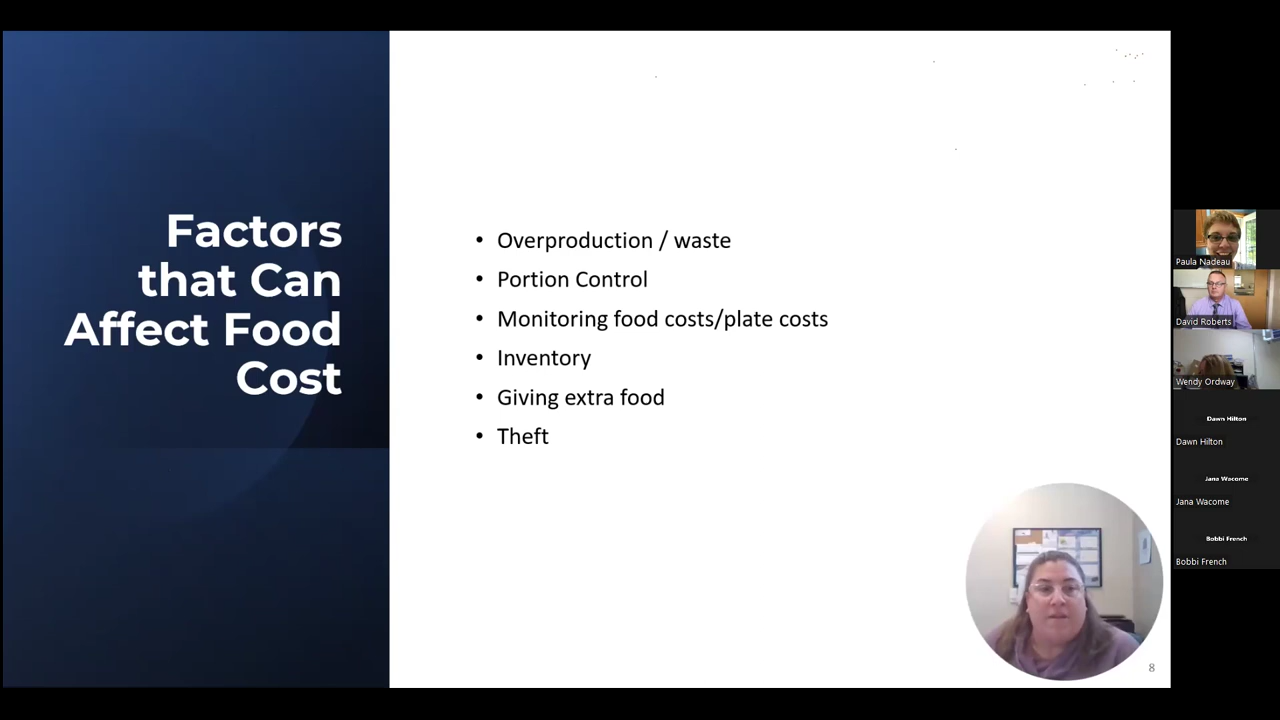 Factors
that Can
Affect Food
Cost
• Overproduction / waste
• Portion Control
• Monitoring food costs/plate costs
• Inventory
• Giving extra food
• Theft
8
Paula Nadeau
David Roberts
Wendy Ordway
Dawn Hilton
Dawn Hilton
Jana Wacome
Jana Wacome
Bobbi French
Bobbi French